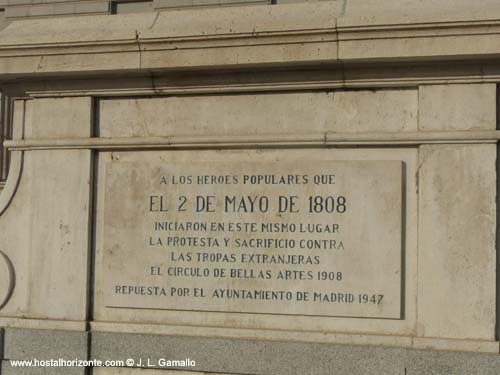 A LOS HEROES POPULARES QUE
EL 2 DE MAYO DE 1808
INICIARON EN ESTE MISMO LUGAR
LA PROTESTA Y SACRIFICIO CONTRA
LAS TROPAS EXTRANJERAS
EL CIRCULO DE BELLAS ARTES 1908
REPUESTA POR EL AYUNTAMIENTO DE MADRID 1947
www.hostalhorizonte.com © J. L. Gamallo